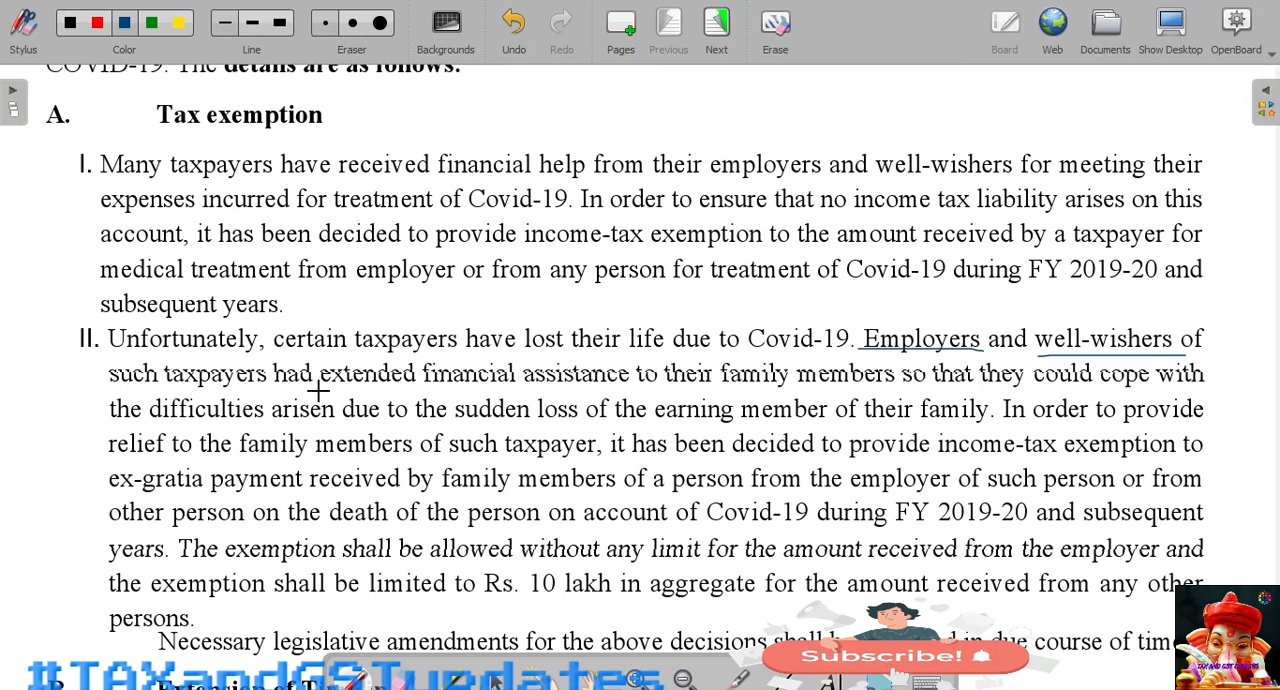 Stylus Color Line Eraser Backgrounds Undo Redo Pages Previous Next Erase Board Web Documents Show Desktop OpenBoard
COVID-19. The details are as follows:
A. Tax exemption
I. Many taxpayers have received financial help from their employers and well-wishers for meeting their
expenses incurred for treatment of Covid-19. In order to ensure that no income tax liability arises on this
account, it has been decided to provide income-tax exemption to the amount received by a taxpayer for
medical treatment from employer or from any person for treatment of Covid-19 during FY 2019-20 and
subsequent years.
II. Unfortunately, certain taxpayers have lost their life due to Covid-19. Employers and well-wishers of
such taxpayers had extended financial assistance to their family members so that they could cope with
the difficulties arisen due to the sudden loss of the earning member of their family. In order to provide
relief to the family members of such taxpayer, it has been decided to provide income-tax exemption to
ex-gratia payment received by family members of a person from the employer of such person or from
other person on the death of the person on account of Covid-19 during FY 2019-20 and subsequent
years. The exemption shall be allowed without any limit for the amount received from the employer and
the exemption shall be limited to Rs. 10 lakh in aggregate for the amount received from any other
persons.
Necessary legislative amendments for the above decisions in due course of time
Subscribe!
#TAXandGSTupdates
B. Extension of